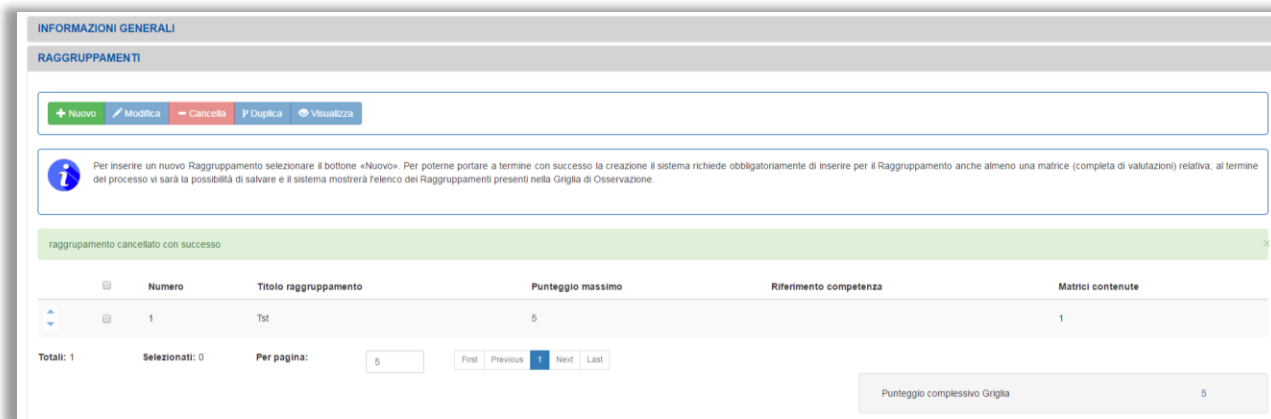 INFORMAZIONI GENERALI
RAGGRUPPAMENTI
Nuovo Modifica Cancella Duplica Visualizza
Per inserire un nuovo Raggruppamento selezionare il bottone «Nuovo». Per poterne portare a termine con successo la creazione il sistema richiede obbligatoriamente di inserire per il Raggruppamento anche almeno una matrice (completa di valutazioni) relativa; al termine
del processo vi sarà la possibilità di salvare e il sistema mostrerà l'elenco dei Raggruppamenti presenti nella Griglia di Osservazione.
raggrupamento cancellato con successo ×
Numero Titolo raggruppamento Punteggio massimo Riferimento competenza Matrici contenute
1 Tst 5 1
Totali: 1 Selezionati: 0 Per pagina: 5 First Previous 1 Next Last
Punteggio complessivo Griglia 5